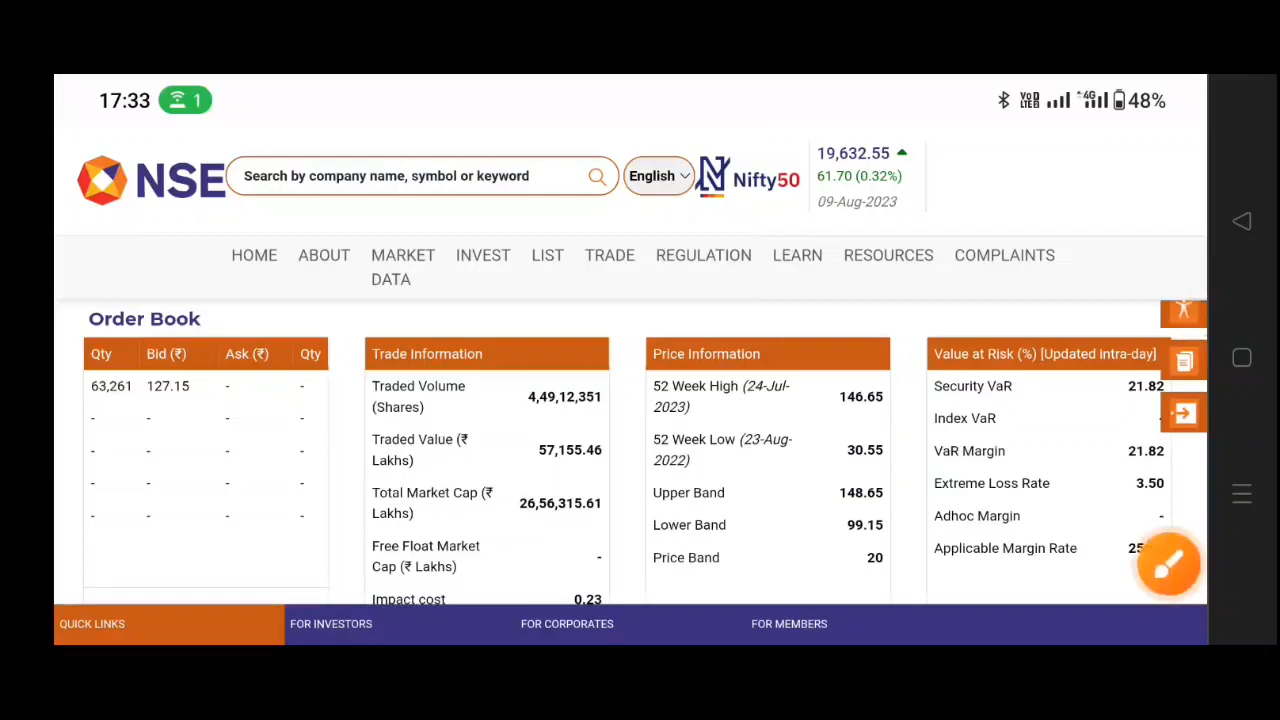 17:33 1 VoD LTE 4G 48%
NSE
Search by company name, symbol or keyword
English
Nifty50
19,632.55
61.70 (0.32%)
09-Aug-2023
HOME ABOUT MARKET DATA INVEST LIST TRADE REGULATION LEARN RESOURCES COMPLAINTS
Order Book
Qty Bid (₹) Ask (₹) Qty
63,261 127.15 - -
- - - -
- - - -
- - - -
- - - -
Trade Information
Traded Volume
(Shares) 4,49,12,351
Traded Value (₹
Lakhs) 57,155.46
Total Market Cap (₹
Lakhs) 26,56,315.61
Free Float Market
Cap (₹ Lakhs) -
Impact cost 0.23
Price Information
52 Week High (24-Jul-
2023) 146.65
52 Week Low (23-Aug-
2022) 30.55
Upper Band 148.65
Lower Band 99.15
Price Band 20
Value at Risk (%) [Updated intra-day]
Security VaR 21.82
Index VaR -
VaR Margin 21.82
Extreme Loss Rate 3.50
Adhoc Margin -
Applicable Margin Rate
QUICK LINKS FOR INVESTORS FOR CORPORATES FOR MEMBERS